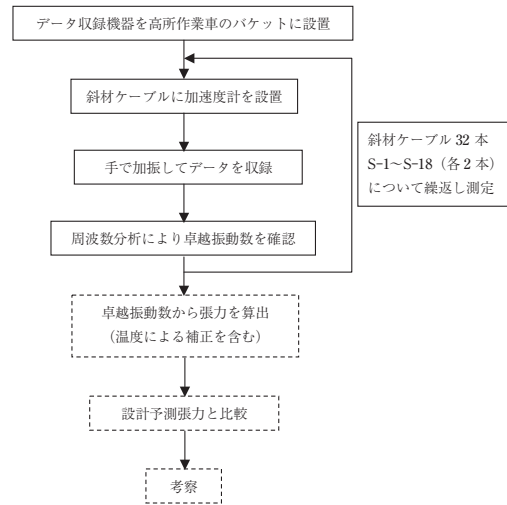 データ収録機器を高所作業車のバケットに設置
斜材ケーブルに加速度計を設置
手で加振してデータを収録
周波数分析により卓越振動数を確認
斜材ケーブル 32 本
S-1～S-18（各 2 本）
について繰返し測定
卓越振動数から張力を算出
（温度による補正を含む）
設計予測張力と比較
考察